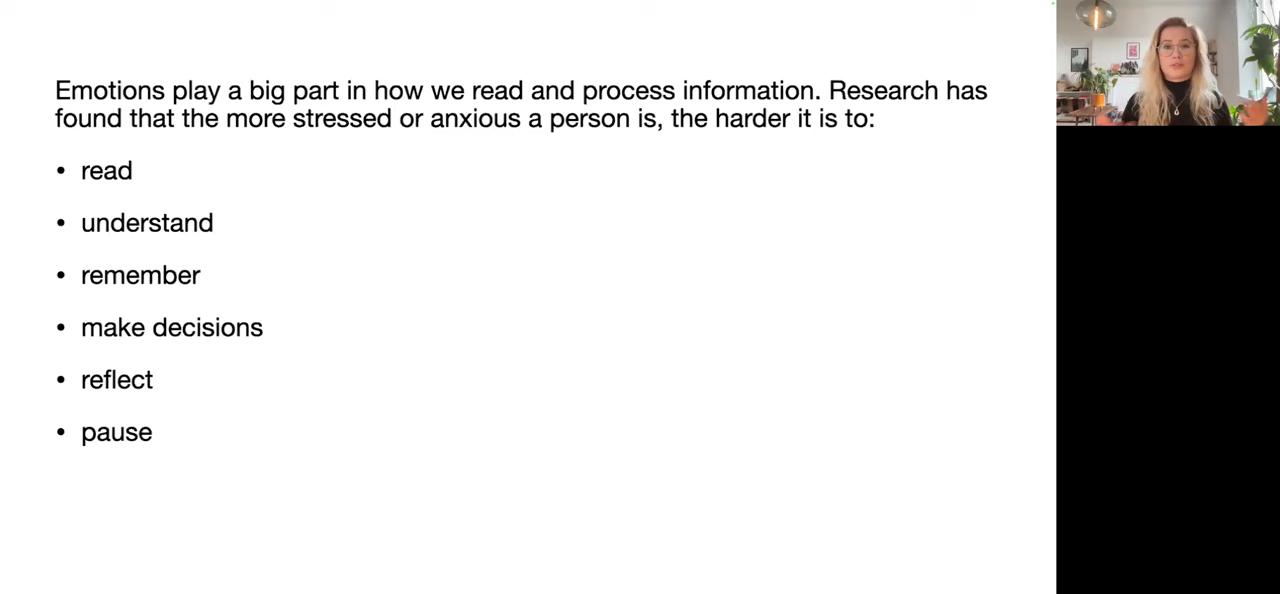 Emotions play a big part in how we read and process information. Research has
found that the more stressed or anxious a person is, the harder it is to:
• read
• understand
• remember
• make decisions
• reflect
• pause